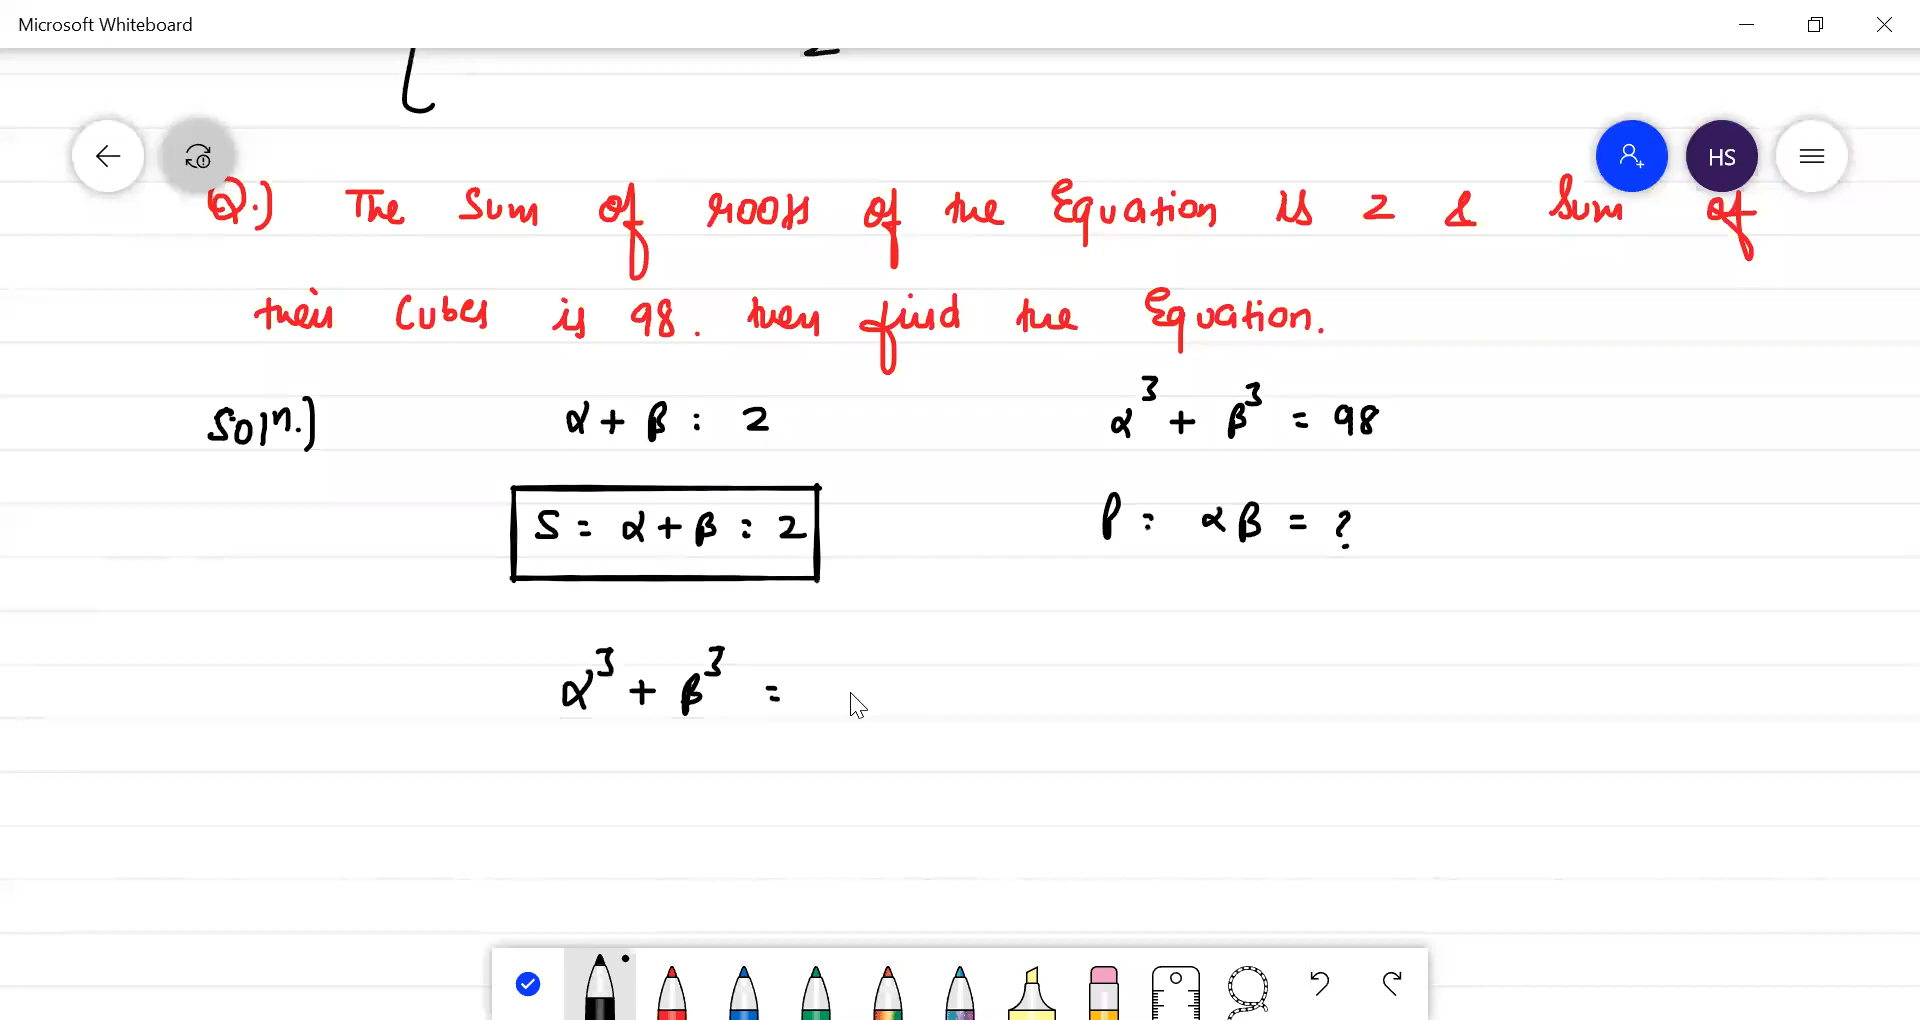 Microsoft Whiteboard
HS
Q.) The Sum of roots of the Equation is 2 & Sum of
their Cubes is 98. then find the Equation.
Soln.) α + β : 2 α³ + β³ = 98
S = α + β : 2 P : α β = ?
α³ + β³ =